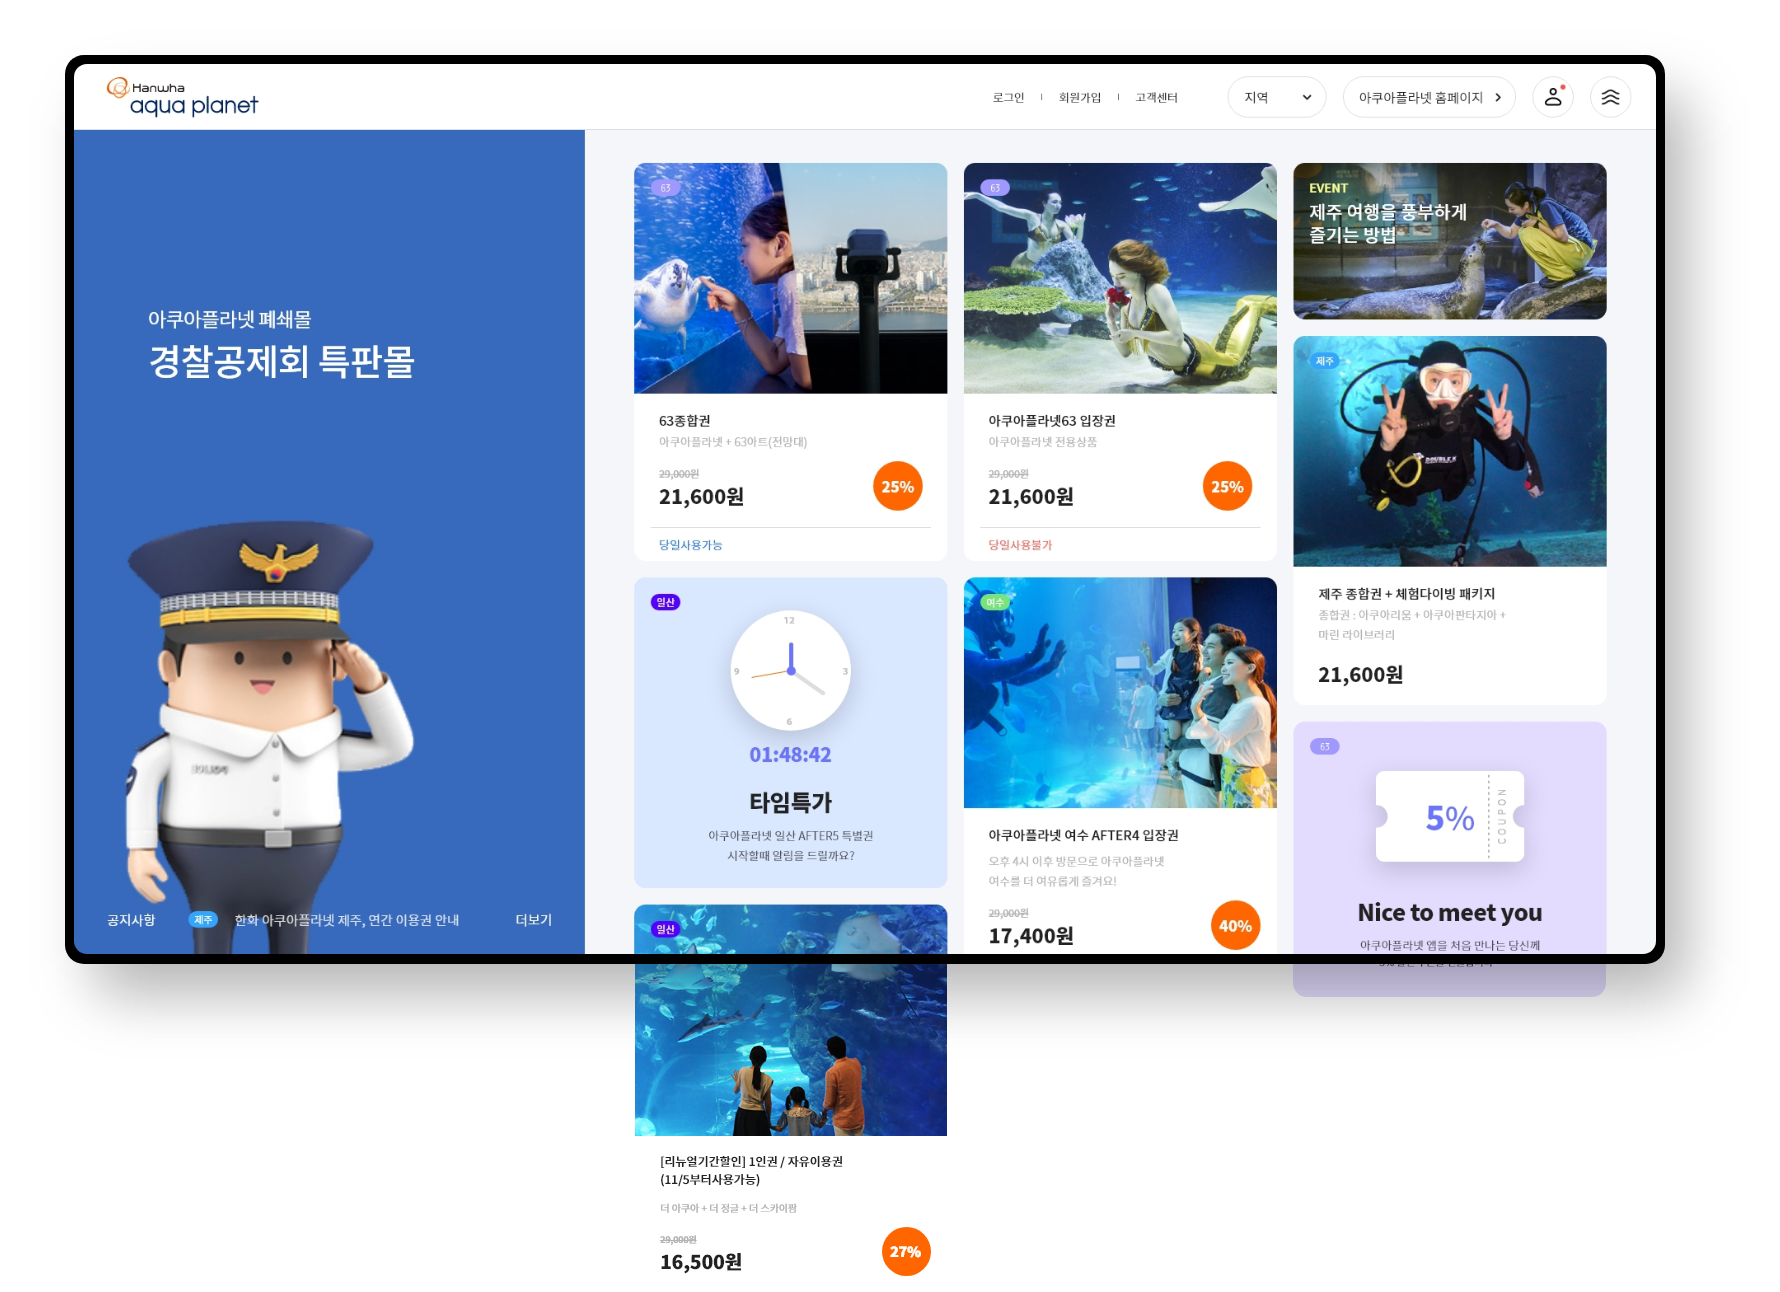 Hanwha
aqua planet
로그인
회원가입
고객센터
지역
아쿠아플라넷 홈페이지
아쿠아플라넷 폐쇄몰
경찰공제회 특판몰
공지사항
제주
한화 아쿠아플라넷 제주, 연간 이용권 안내
더보기
63
63종합권
아쿠아플라넷 + 63아트(전망대)
29,000원
21,600원
25%
당일사용가능
63
아쿠아플라넷63 입장권
아쿠아플라넷 전용상품
29,000원
21,600원
25%
당일사용불가
EVENT
제주 여행을 풍부하게
즐기는 방법
제주
제주 종합권 + 체험다이빙 패키지
종합권 : 아쿠아리움 + 아쿠아판타지아 +
마린 라이브러리
21,600원
일산
12
9
3
6
01:48:42
타임특가
아쿠아플라넷 일산 AFTER5 특별권
시작할때 알림을 드릴까요?
여수
아쿠아플라넷 여수 AFTER4 입장권
오후 4시 이후 방문으로 아쿠아플라넷
여수를 더 여유롭게 즐겨요!
29,000원
17,400원
40%
63
5%
COUPON
Nice to meet you
아쿠아플라넷 앱을 처음 만나는 당신께
일산
[리뉴얼기간할인] 1인권 / 자유이용권
(11/5부터사용가능)
더 아쿠아 + 더 정글 + 더 스카이팜
29,000원
16,500원
27%